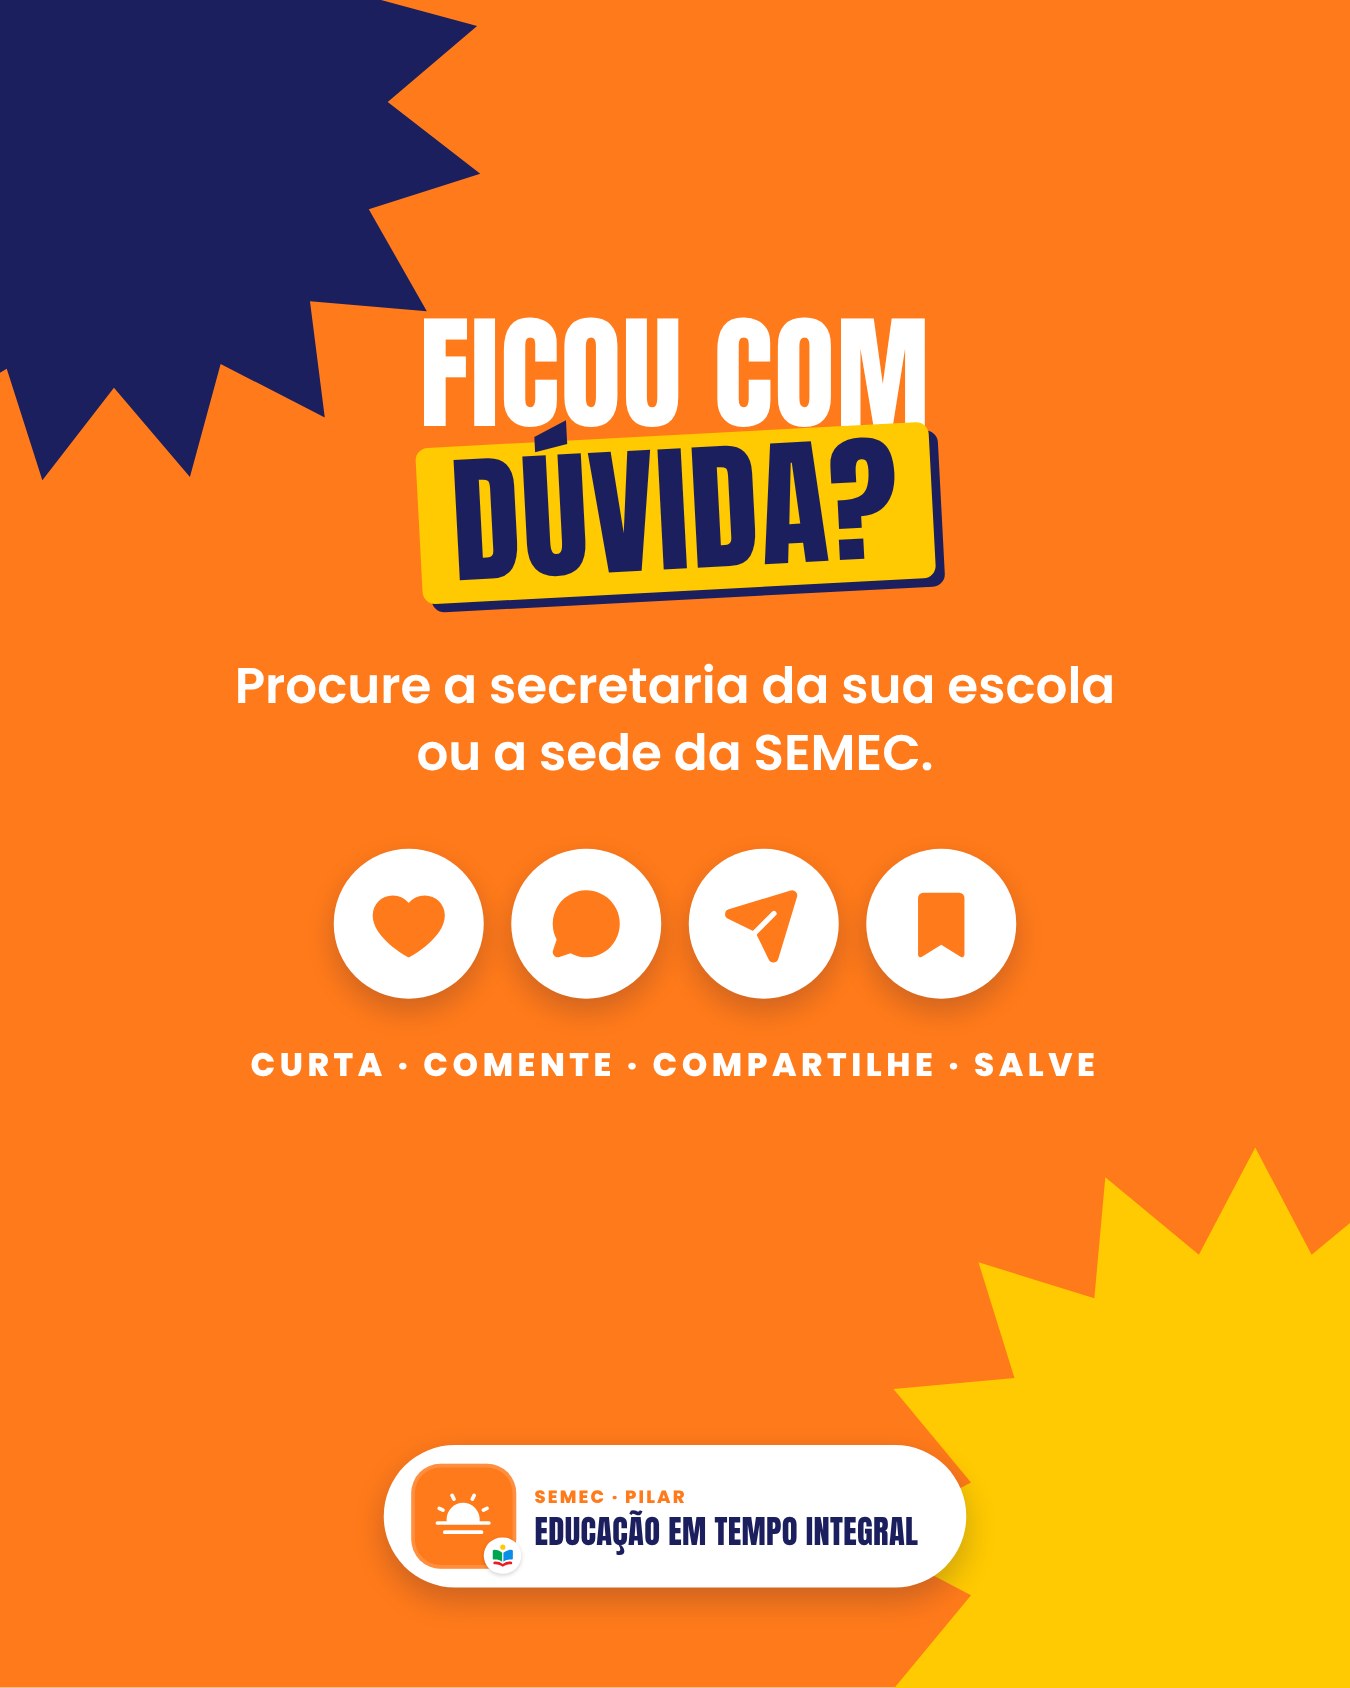 FICOU COM
DÚVIDA?
Procure a secretaria da sua escola
ou a sede da SEMEC.
CURTA · COMENTE · COMPARTILHE · SALVE
SEMEC · PILAR
EDUCAÇÃO EM TEMPO INTEGRAL